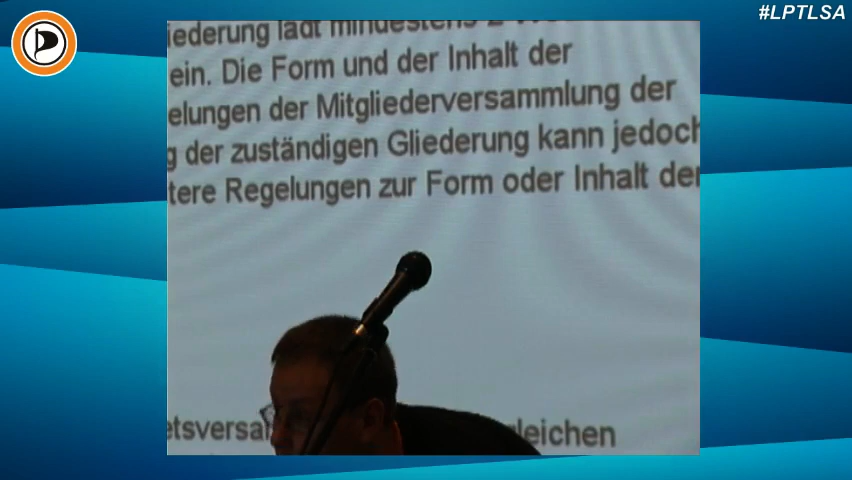 #LPTLSA
iederung lädt mindestens 2
ein. Die Form und der Inhalt der
elungen der Mitgliederversammlung der
g der zuständigen Gliederung kann jedoch
tere Regelungen zur Form oder Inhalt der
etsversa
leichen